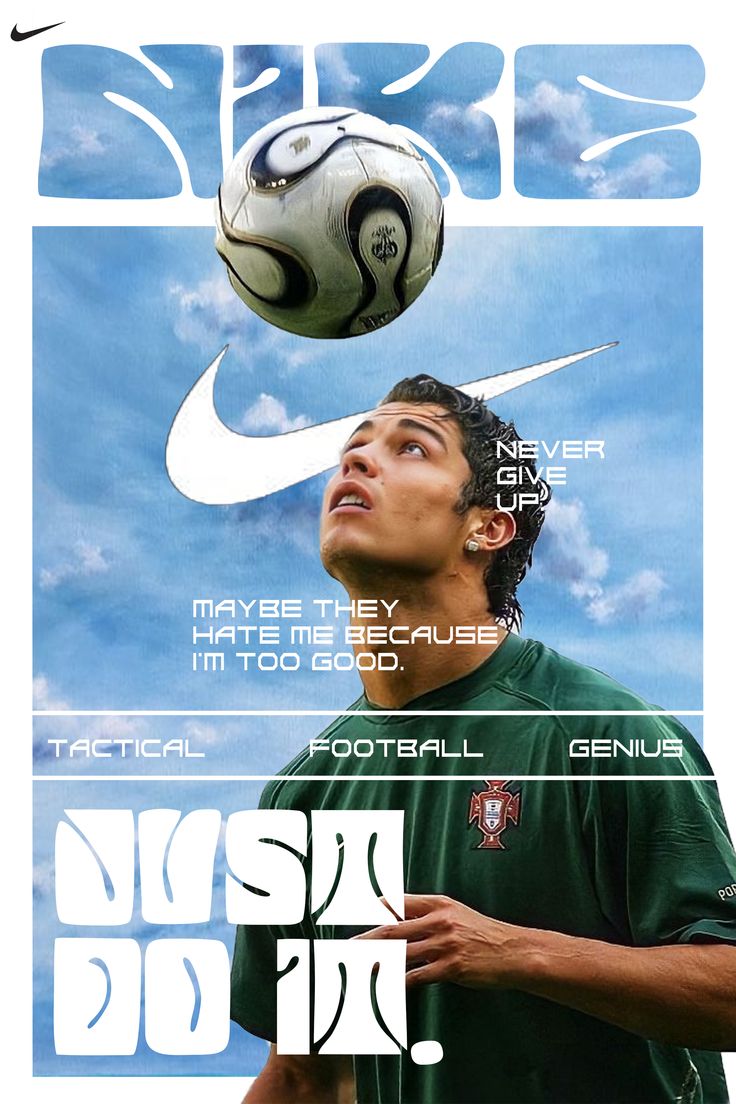 NIKE
NEVER
GIVE
UP
MAYBE THEY
HATE ME BECAUSE
I'M TOO GOOD.
TACTICAL FOOTBALL GENIUS
JUST
DO IT.